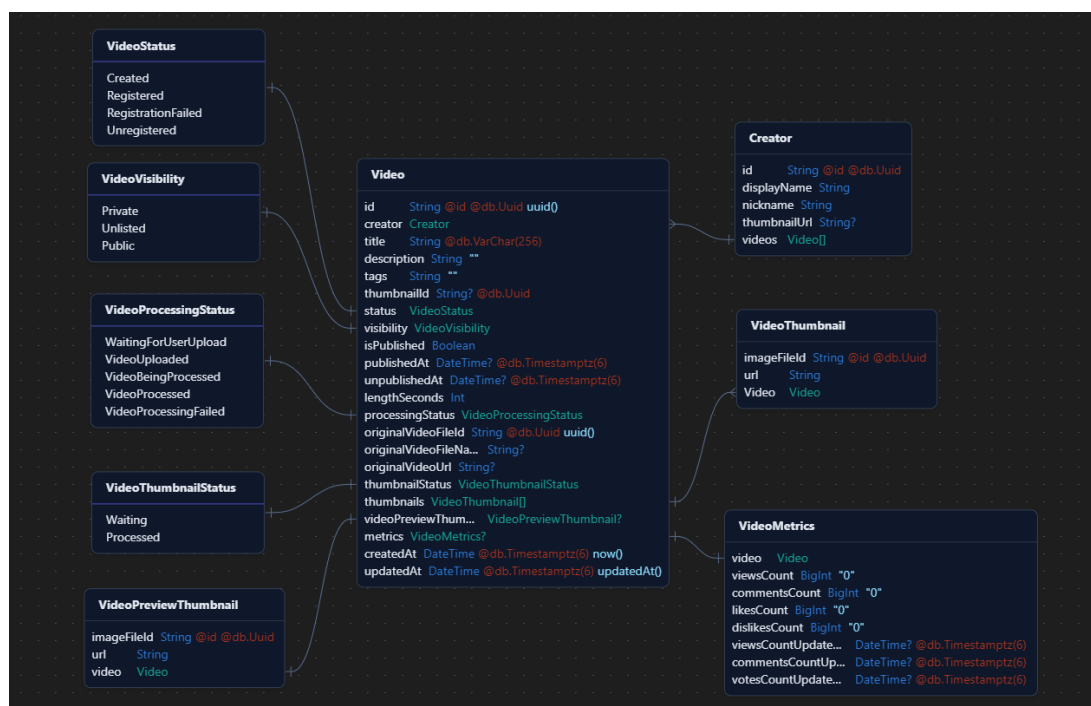 VideoStatus
Created
Registered
RegistrationFailed
Unregistered
VideoVisibility
Private
Unlisted
Public
VideoProcessingStatus
WaitingForUserUpload
VideoUploaded
VideoBeingProcessed
VideoProcessed
VideoProcessingFailed
VideoThumbnailStatus
Waiting
Processed
VideoPreviewThumbnail
imageFileId String @id @db.Uuid
url String
video Video
Video
id String @id @db.Uuid uuid()
creator Creator
title String @db.VarChar(256)
description String ""
tags String ""
thumbnailId String? @db.Uuid
status VideoStatus
visibility VideoVisibility
isPublished Boolean
publishedAt DateTime? @db.Timestamptz(6)
unpublishedAt DateTime? @db.Timestamptz(6)
lengthSeconds Int
processingStatus VideoProcessingStatus
originalVideoFileId String @db.Uuid uuid()
originalVideoFileNa... String?
originalVideoUrl String?
thumbnailStatus VideoThumbnailStatus
thumbnails VideoThumbnail[]
videoPreviewThum... VideoPreviewThumbnail?
metrics VideoMetrics?
createdAt DateTime @db.Timestamptz(6) now()
updatedAt DateTime @db.Timestamptz(6) updatedAt()
Creator
id String @id @db.Uuid
displayName String
nickname String
thumbnailUrl String?
videos Video[]
VideoThumbnail
imageFileId String @id @db.Uuid
url String
Video Video
VideoMetrics
video Video
viewsCount BigInt "0"
commentsCount BigInt "0"
likesCount BigInt "0"
dislikesCount BigInt "0"
viewsCountUpdate... DateTime? @db.Timestamptz(6)
commentsCountUp... DateTime? @db.Timestamptz(6)
votesCountUpdate... DateTime? @db.Timestamptz(6)